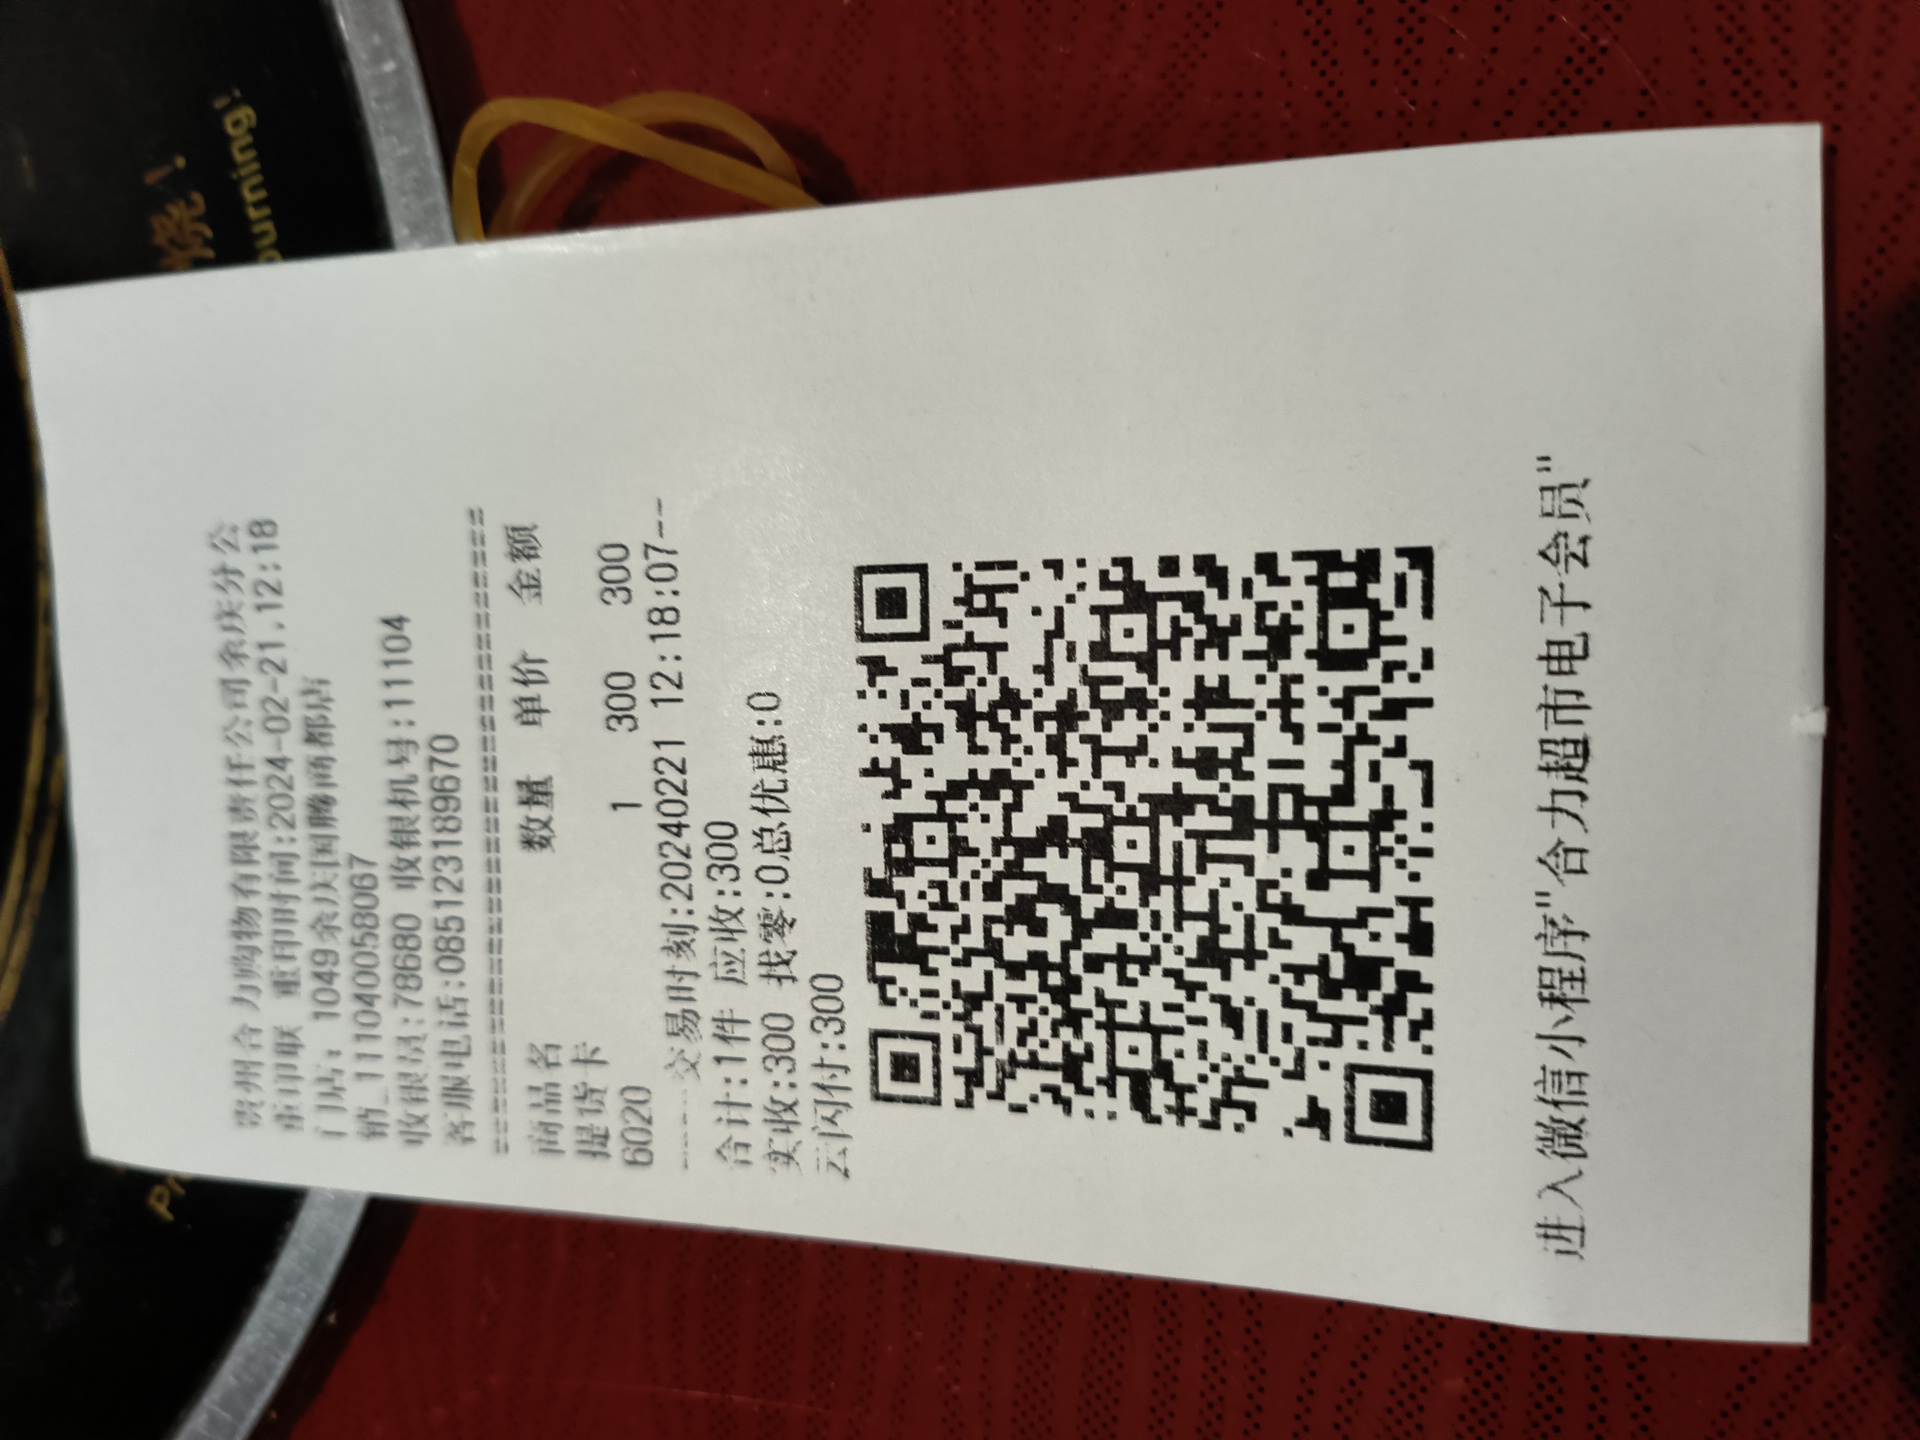 贵州合力购物有限责任公司余庆分公
重印联 重印时间:2024-02-21.12:18
门店: 1049余庆国腾商都店
销_111040058067
收银员:78680 收银机号:11104
客服电话:085123189670
================================
商品名 数量 单价 金额
提货卡
6020 1 300 300
-----交易时刻:20240221 12:18:07--
合计:1件 应收:300
实收:300 找零:0总优惠:0
云闪付:300
进入微信小程序"合力超市电子会员"
烧!
burning!